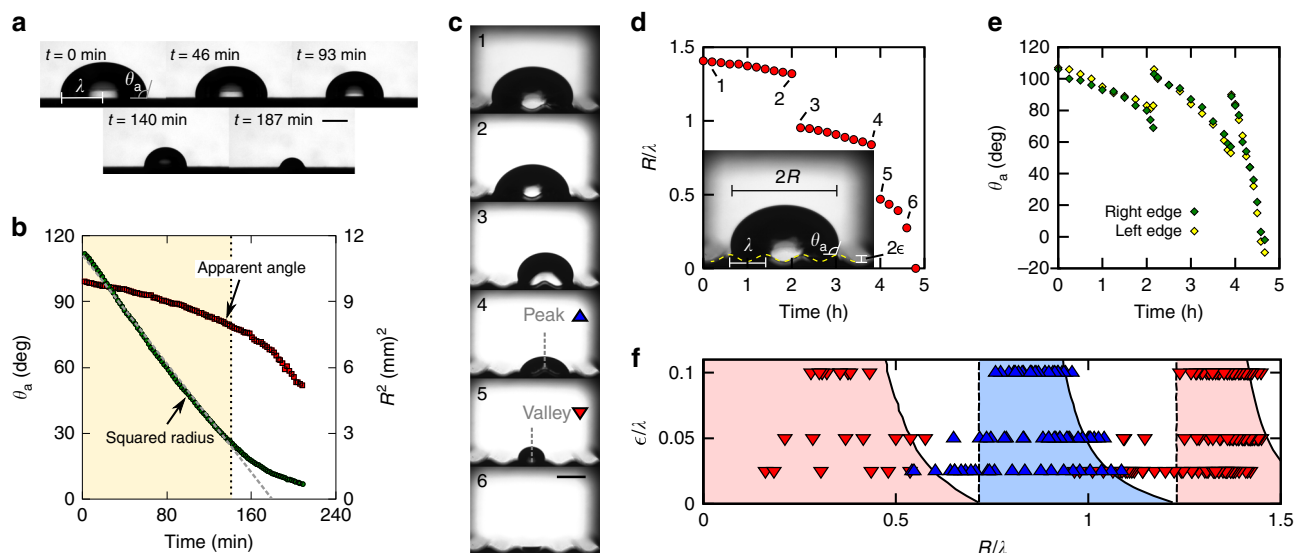 a
t = 0 min
t = 46 min
t = 93 min
λ
θa
t = 140 min
t = 187 min
b
120
90
60
30
0
θa (deg)
Apparent angle
Squared radius
12
9
6
3
0
R² (mm)²
0
80
160
240
Time (min)
c
1
2
3
4
Peak
5
Valley
6
d
1.5
1
0.5
0
R/λ
1
2
3
4
5
6
2R
λ
θa
2ϵ
0
1
2
3
4
5
Time (h)
e
120
100
80
60
40
20
0
−20
θa (deg)
Right edge
Left edge
0
1
2
3
4
5
Time (h)
f
0.1
0.05
0
ϵ/λ
0
0.5
1
1.5
R/λ